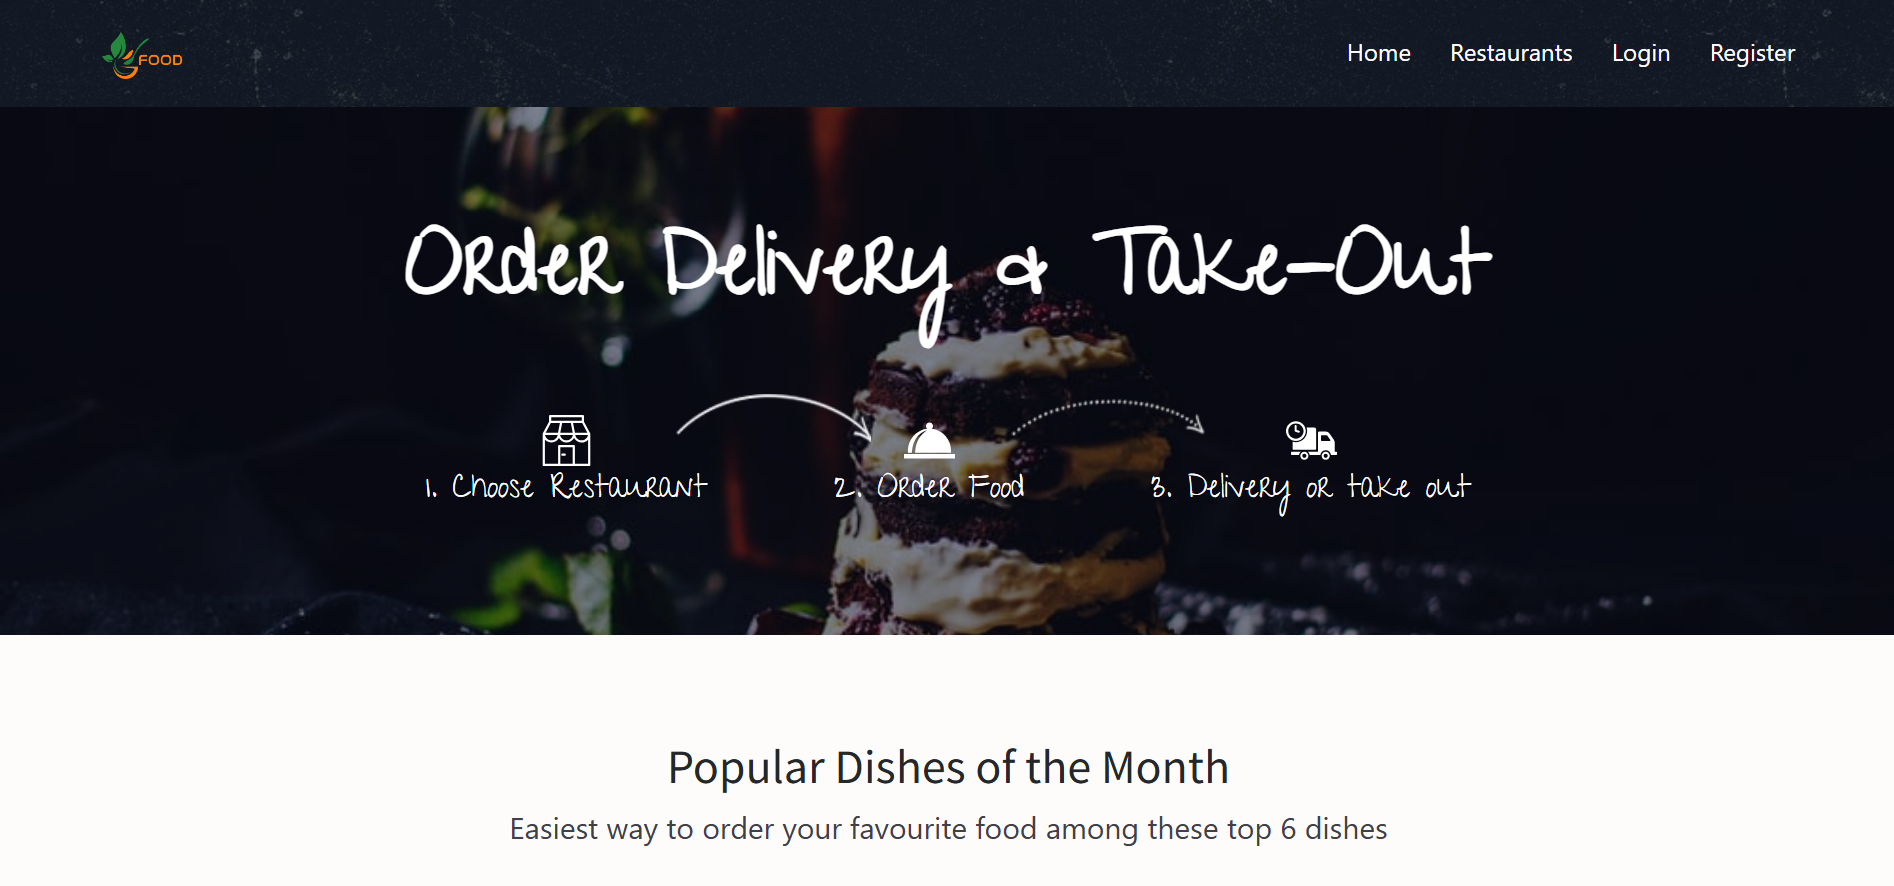 FOOD
Home Restaurants Login Register
Order Delivery & Take-Out
1. Choose Restaurant
2. Order Food
3. Delivery or take out
Popular Dishes of the Month
Easiest way to order your favourite food among these top 6 dishes